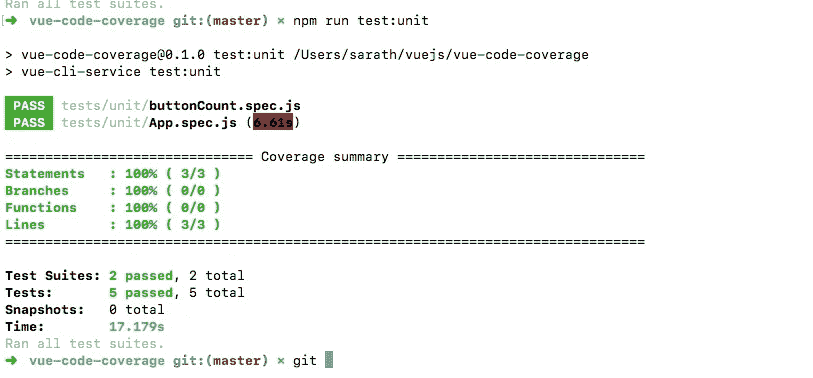 Ran all test suites.
➜ vue-code-coverage git:(master) × npm run test:unit
> vue-code-coverage@0.1.0 test:unit /Users/sarath/vuejs/vue-code-coverage
> vue-cli-service test:unit
PASS tests/unit/buttonCount.spec.js
PASS tests/unit/App.spec.js (6.61s)
=============================== Coverage summary ===============================
Statements   : 100% ( 3/3 )
Branches     : 100% ( 0/0 )
Functions    : 100% ( 0/0 )
Lines        : 100% ( 3/3 )
================================================================================
Test Suites: 2 passed, 2 total
Tests:       5 passed, 5 total
Snapshots:   0 total
Time:        17.179s
Ran all test suites.
➜ vue-code-coverage git:(master) × git